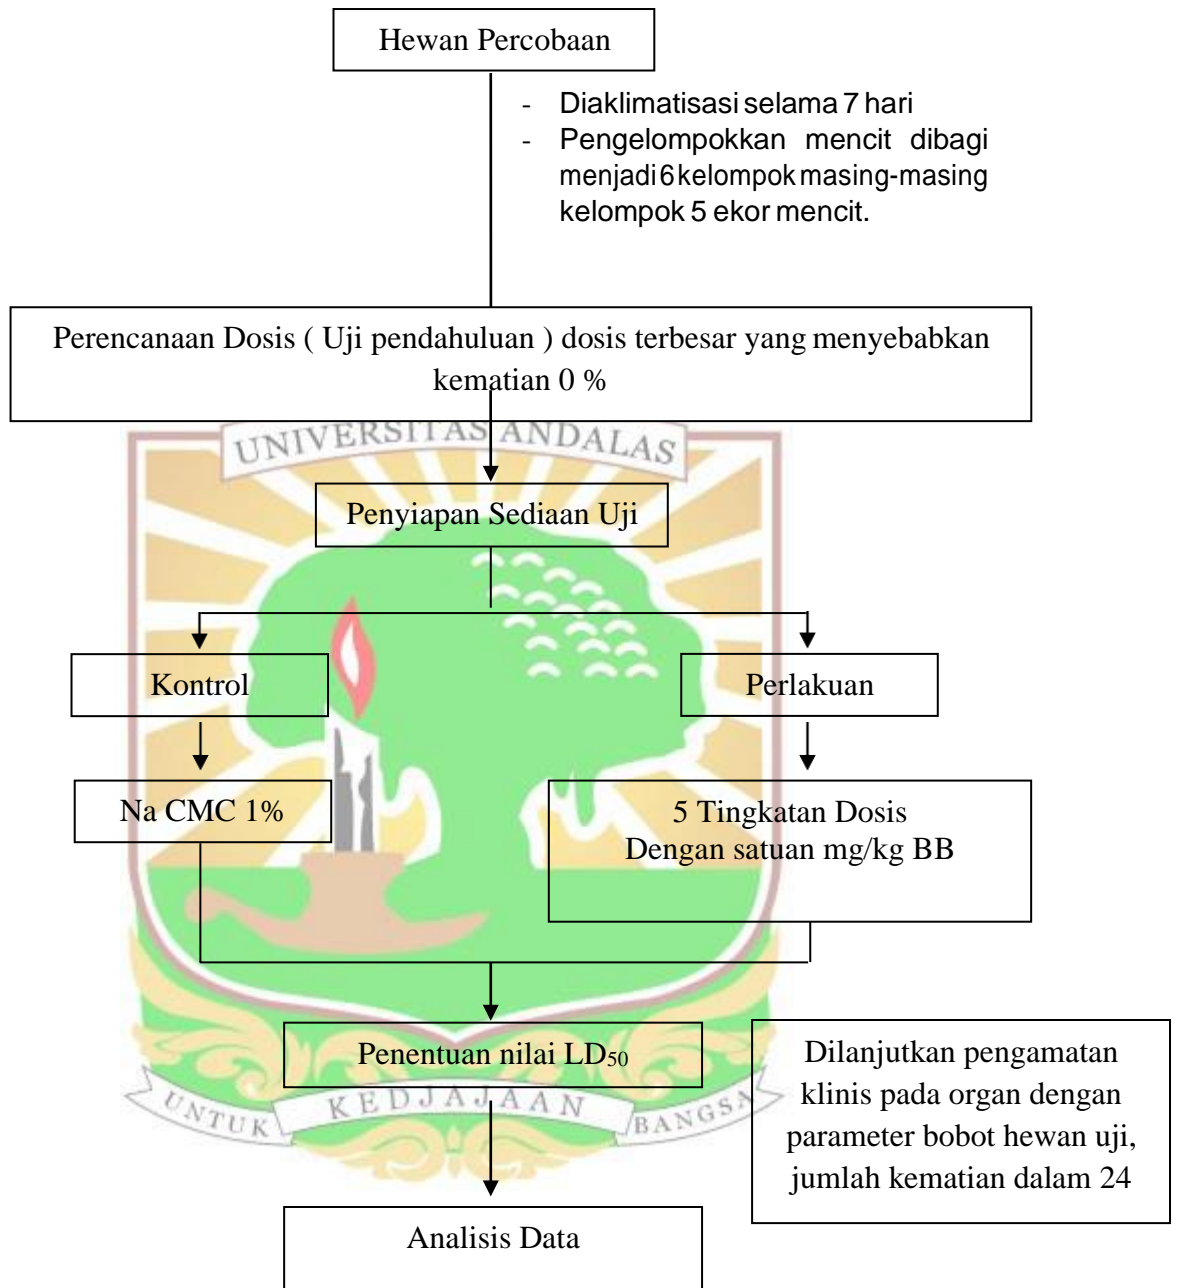 Hewan Percobaan
- Diaklimatisasi selama 7 hari
- Pengelompokkan mencit dibagi
menjadi 6 kelompok masing-masing
kelompok 5 ekor mencit.
Perencanaan Dosis ( Uji pendahuluan ) dosis terbesar yang menyebabkan
kematian 0 %
UNIVERSITAS ANDALAS
Penyiapan Sediaan Uji
Kontrol
Perlakuan
Na CMC 1%
5 Tingkatan Dosis
Dengan satuan mg/kg BB
Penentuan nilai LD50
Dilanjutkan pengamatan
klinis pada organ dengan
parameter bobot hewan uji,
jumlah kematian dalam 24
UNTUK KEDJAJAAN BANGSA
Analisis Data